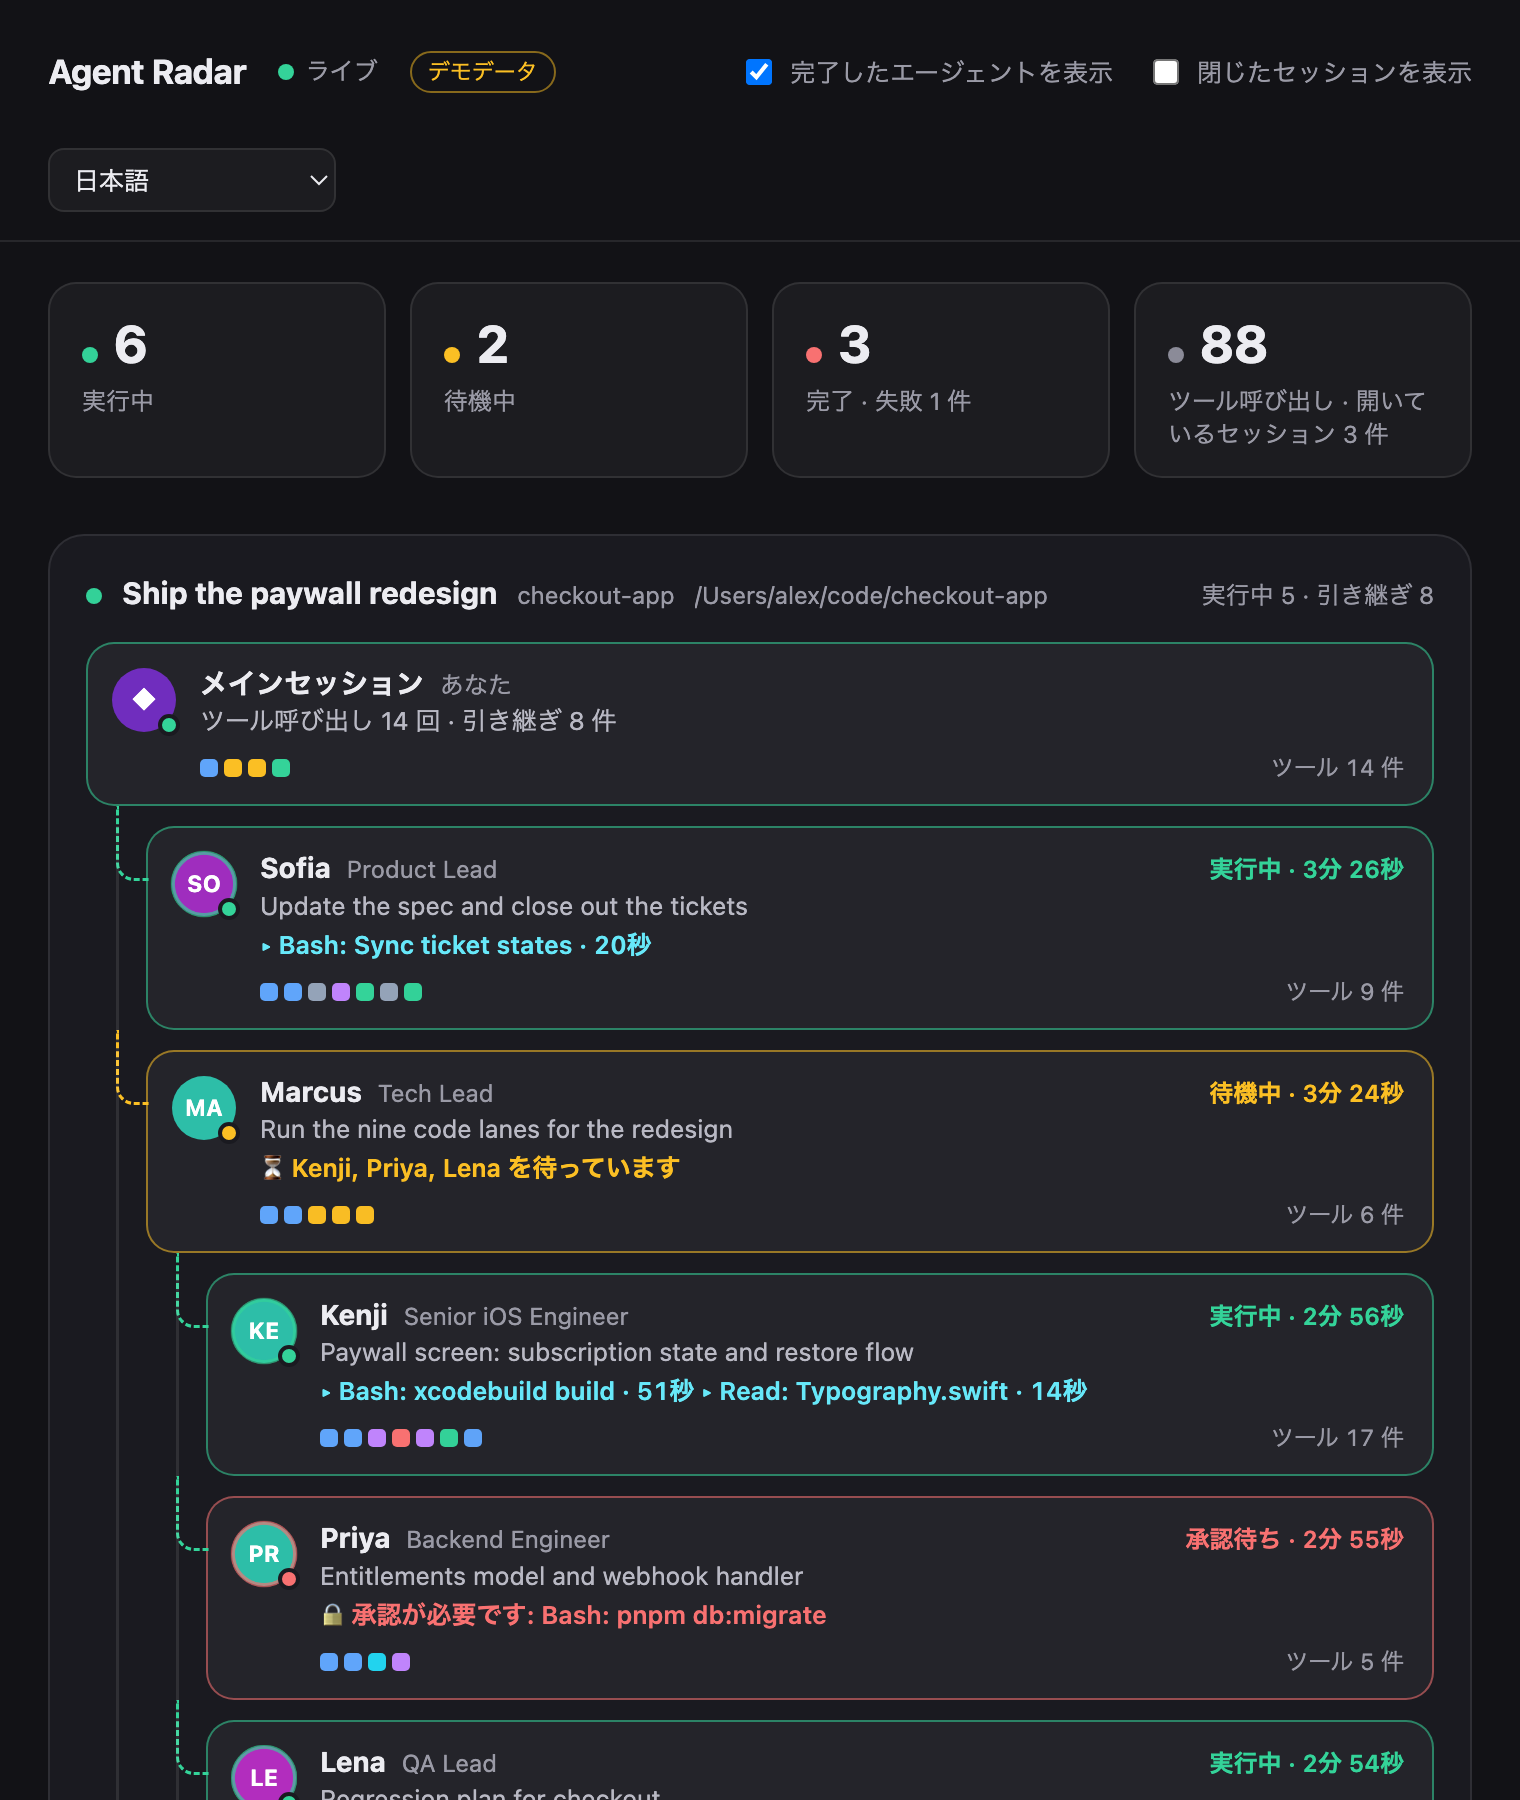 Agent Radar ライブ デモデータ 完了したエージェントを表示 閉じたセッションを表示
日本語
6
実行中
2
待機中
3
完了 · 失敗 1 件
88
ツール呼び出し · 開いて
いるセッション 3 件
Ship the paywall redesign checkout-app /Users/alex/code/checkout-app 実行中 5 · 引き継ぎ 8
メインセッション あなた
ツール呼び出し 14 回 · 引き継ぎ 8 件
ツール 14 件
SO
Sofia Product Lead 実行中 · 3分 26秒
Update the spec and close out the tickets
▸ Bash: Sync ticket states · 20秒
ツール 9 件
MA
Marcus Tech Lead 待機中 · 3分 24秒
Run the nine code lanes for the redesign
⏳ Kenji, Priya, Lena を待っています
ツール 6 件
KE
Kenji Senior iOS Engineer 実行中 · 2分 56秒
Paywall screen: subscription state and restore flow
▸ Bash: xcodebuild build · 51秒 ▸ Read: Typography.swift · 14秒
ツール 17 件
PR
Priya Backend Engineer 承認待ち · 2分 55秒
Entitlements model and webhook handler
🔒 承認が必要です: Bash: pnpm db:migrate
ツール 5 件
LE
Lena QA Lead 実行中 · 2分 54秒
Regression plan for checkout